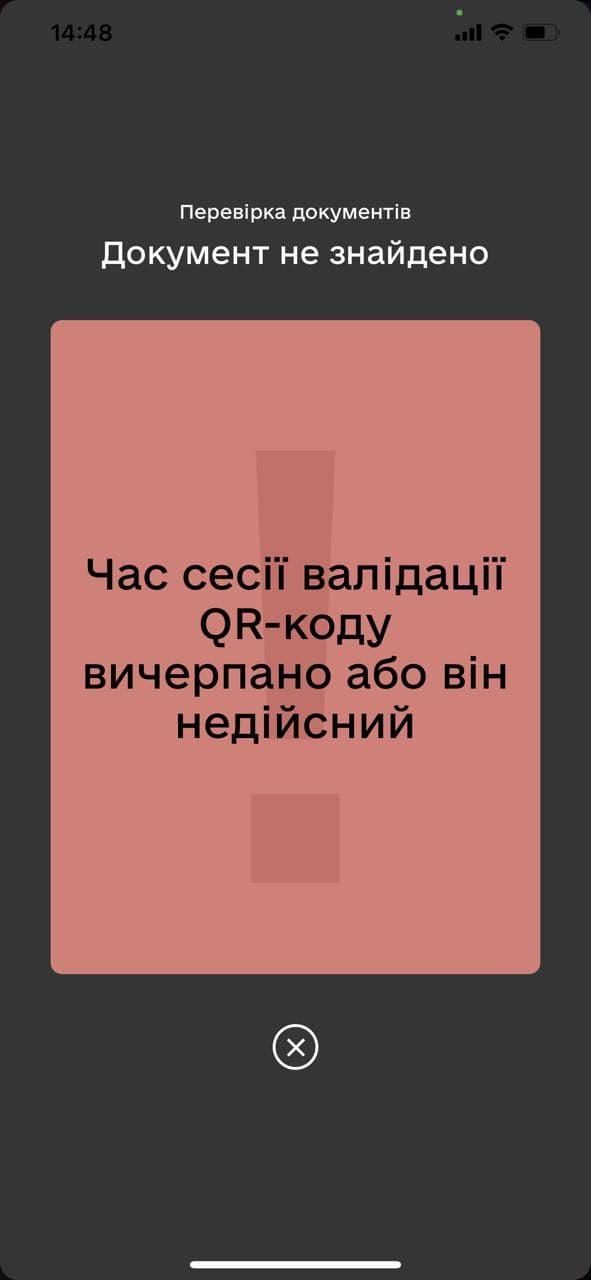 14:48
Перевірка документів
Документ не знайдено
Час сесії валідації
QR-коду
вичерпано або він
недійсний